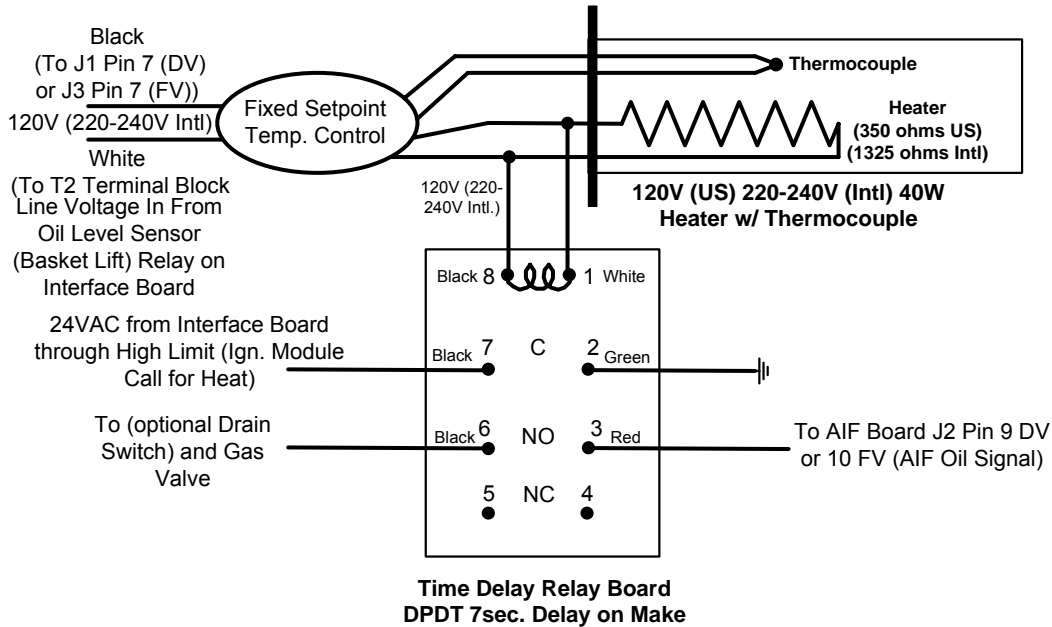 Black
(To J1 Pin 7 (DV)
or J3 Pin 7 (FV))
120V (220-240V Intl)
White
(To T2 Terminal Block
Line Voltage In From
Oil Level Sensor
(Basket Lift) Relay on
Interface Board
Fixed Setpoint
Temp. Control
Thermocouple
Heater
(350 ohms US)
(1325 ohms Intl)
120V (US) 220-240V (Intl) 40W
Heater w/ Thermocouple
120V (220-
240V Intl.)
Black 8 1 White
24VAC from Interface Board
through High Limit (Ign. Module
Call for Heat)
Black 7 C 2 Green
To (optional Drain
Switch) and Gas
Valve
Black 6 NO 3 Red
To AIF Board J2 Pin 9 DV
or 10 FV (AIF Oil Signal)
5 NC 4
Time Delay Relay Board
DPDT 7sec. Delay on Make